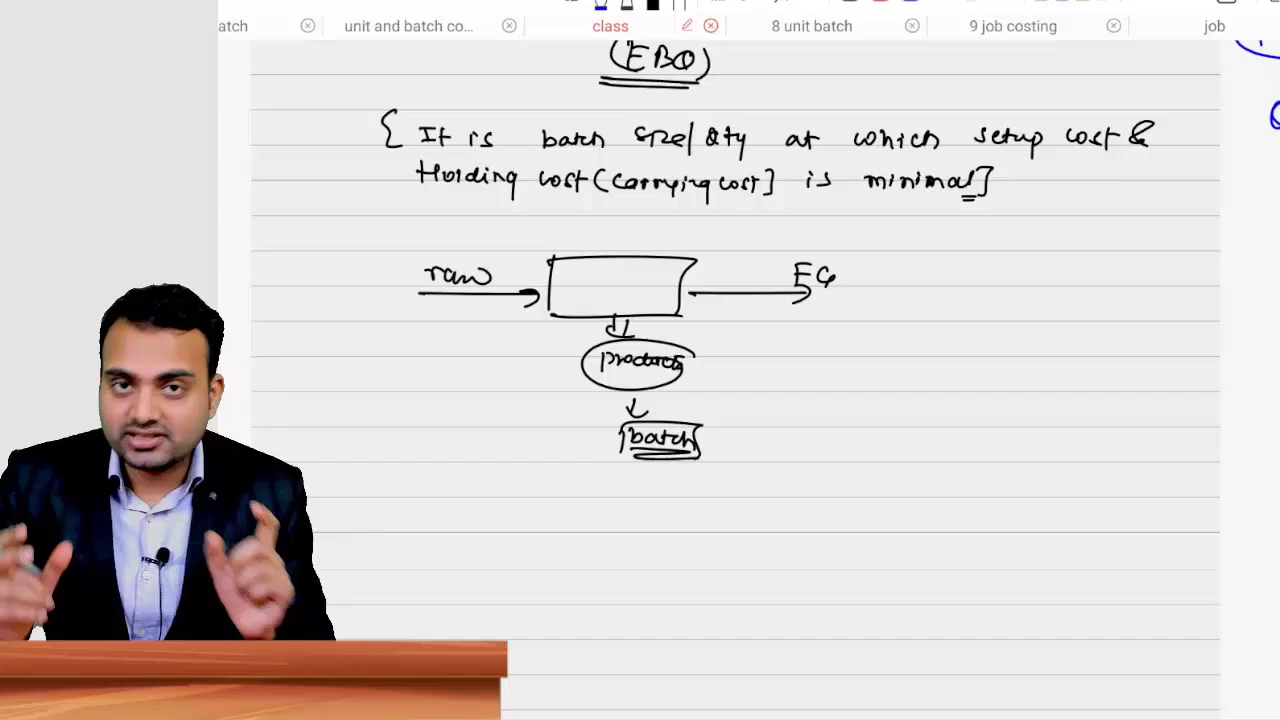 atch unit and batch co... class 8 unit batch 9 job costing job
(EBQ)
{ It is batch size/Qty at which setup cost &
Holding cost (carrying cost] is minimal]
raw
FG
products
batch